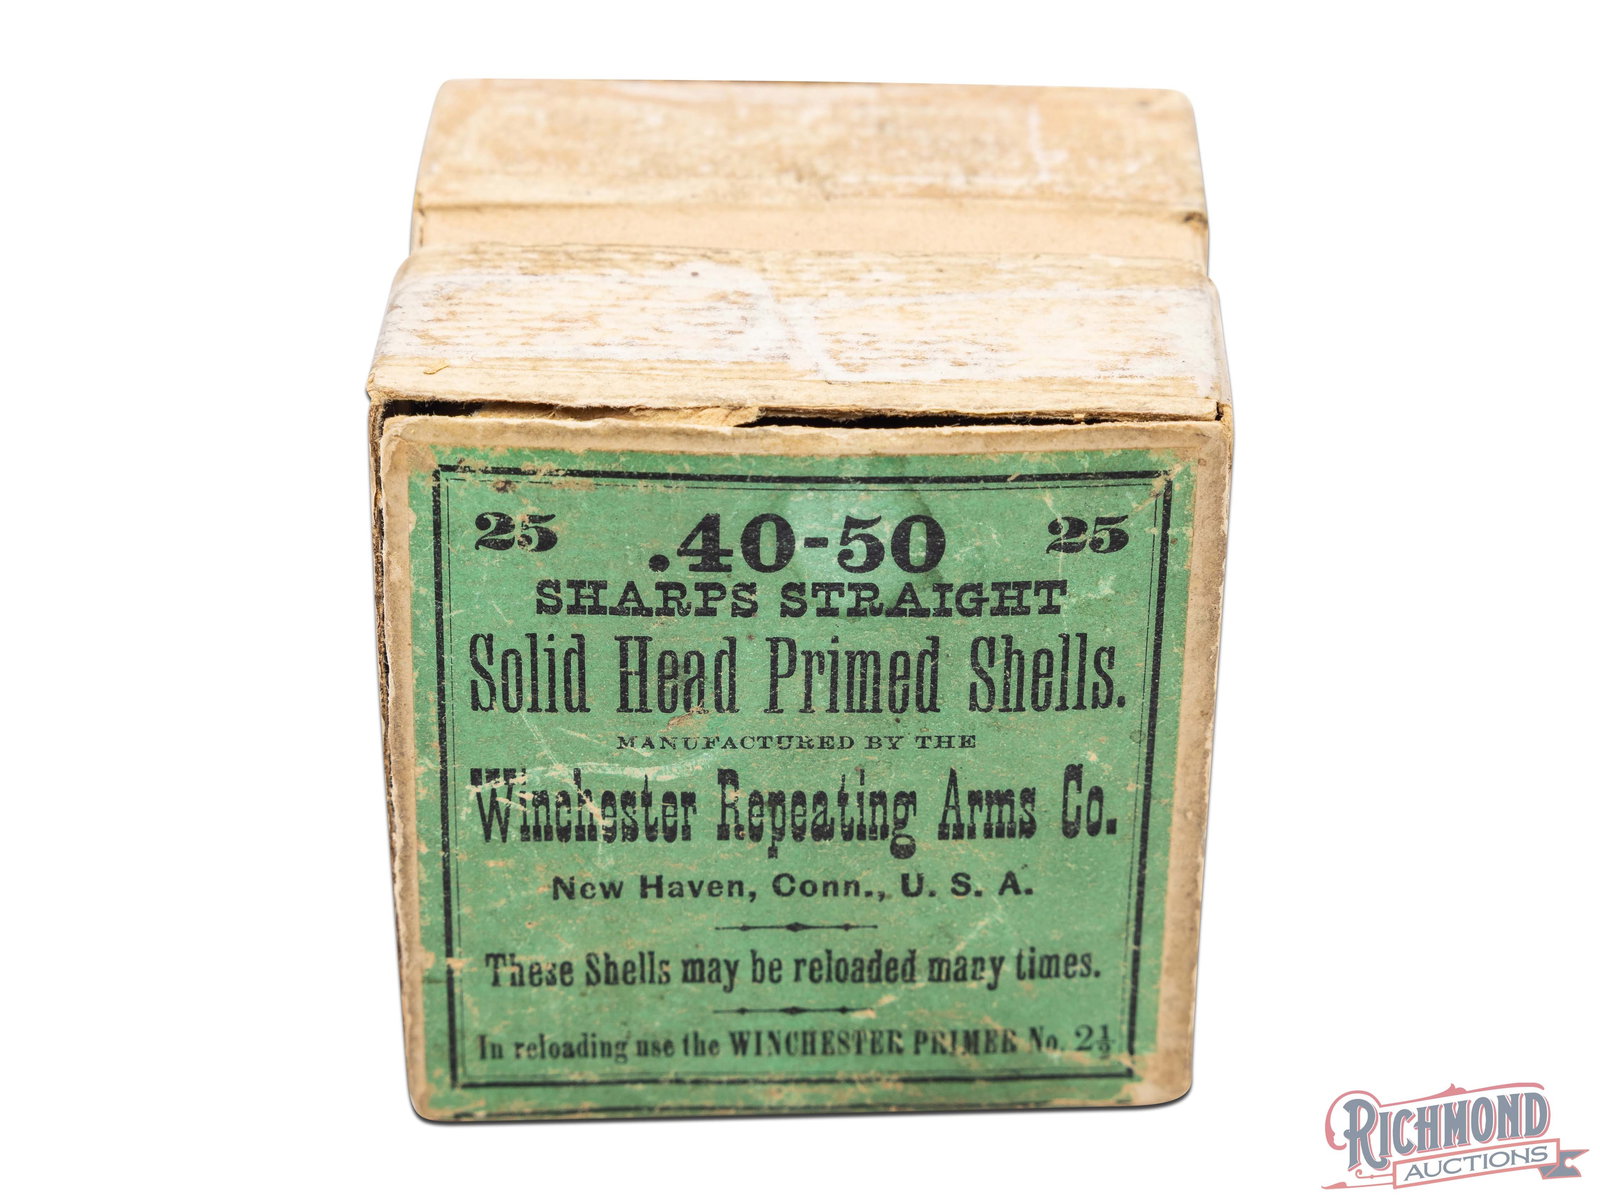 25 .40-50 25
SHARPS STRAIGHT
Solid Head Primed Shells.
MANUFACTURED BY THE
Winchester Repeating Arms Co.
New Haven, Conn., U. S. A.
These Shells may be reloaded many times.
In reloading use the WINCHESTER PRIMER No. 2½
RICHMOND
AUCTIONS